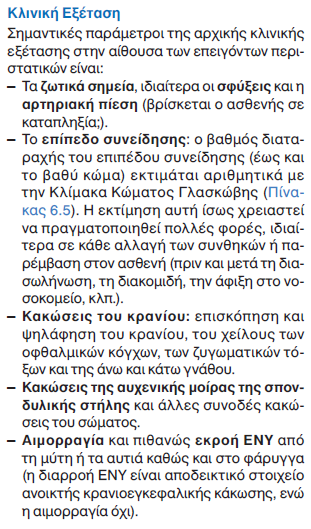 Κλινική Εξέταση
Σημαντικές παράμετροι της αρχικής κλινικής
εξέτασης στην αίθουσα των επειγόντων περι-
στατικών είναι:
– Τα ζωτικά σημεία, ιδιαίτερα οι σφύξεις και η
αρτηριακή πίεση (βρίσκεται ο ασθενής σε
καταπληξία;).
– Το επίπεδο συνείδησης: ο βαθμός διατα-
ραχής του επιπέδου συνείδησης (έως και
το βαθύ κώμα) εκτιμάται αριθμητικά με
την Κλίμακα Κώματος Γλασκώβης (Πίνα-
κας 6.5). Η εκτίμηση αυτή ίσως χρειαστεί
να πραγματοποιηθεί πολλές φορές, ιδιαί-
τερα σε κάθε αλλαγή των συνθηκών ή πα-
ρέμβαση στον ασθενή (πριν και μετά τη δια-
σωλήνωση, τη διακομιδή, την άφιξη στο νο-
σοκομείο, κλπ.).
– Κακώσεις του κρανίου: επισκόπηση και
ψηλάφηση του κρανίου, του χείλους των
οφθαλμικών κόγχων, των ζυγωματικών τό-
ξων και της άνω και κάτω γνάθου.
– Κακώσεις της αυχενικής μοίρας της σπον-
δυλικής στήλης και άλλες συνοδές κακώ-
σεις του σώματος.
– Αιμορραγία και πιθανώς εκροή ΕΝΥ από
τη μύτη ή τα αυτιά καθώς και στο φάρυγγα
(η διαρροή ΕΝΥ είναι αποδεικτικό στοιχείο
ανοικτής κρανιοεγκεφαλικής κάκωσης, ενώ
η αιμορραγία όχι).